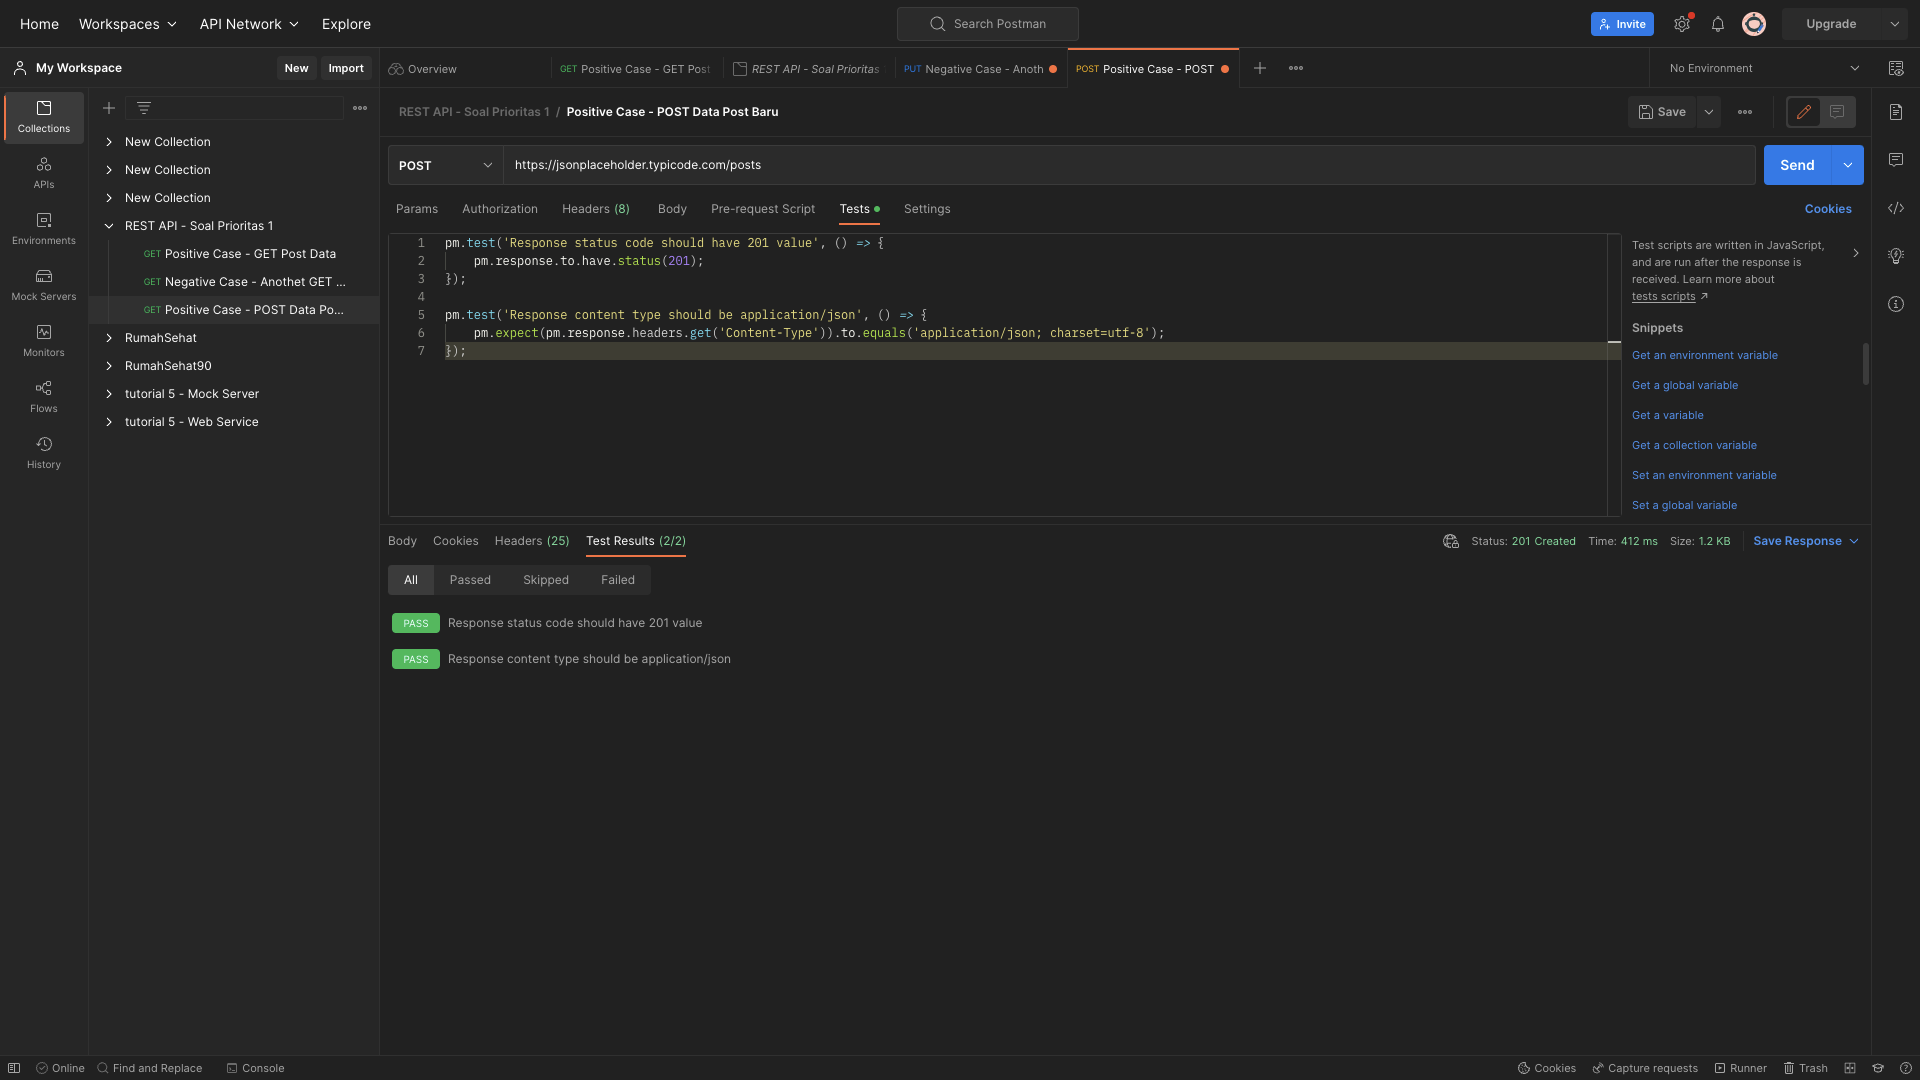 Home Workspaces API Network Explore Search Postman Invite Upgrade
My Workspace New Import Overview GET Positive Case - GET Post REST API - Soal Prioritas PUT Negative Case - Anoth POST Positive Case - POST No Environment
REST API - Soal Prioritas 1 / Positive Case - POST Data Post Baru Save
POST https://jsonplaceholder.typicode.com/posts Send
Params Authorization Headers (8) Body Pre-request Script Tests Settings Cookies
Collections
APIs
Environments
Mock Servers
Monitors
Flows
History
New Collection
New Collection
New Collection
REST API - Soal Prioritas 1
GET Positive Case - GET Post Data
GET Negative Case - Anothet GET ...
GET Positive Case - POST Data Po...
RumahSehat
RumahSehat90
tutorial 5 - Mock Server
tutorial 5 - Web Service
1 pm.test('Response status code should have 201 value', () => {
2 pm.response.to.have.status(201);
3 });
4
5 pm.test('Response content type should be application/json', () => {
6 pm.expect(pm.response.headers.get('Content-Type')).to.equals('application/json; charset=utf-8');
7 });
Test scripts are written in JavaScript,
and are run after the response is
received. Learn more about
tests scripts ↗
Snippets
Get an environment variable
Get a global variable
Get a variable
Get a collection variable
Set an environment variable
Set a global variable
Body Cookies Headers (25) Test Results (2/2) Status: 201 Created Time: 412 ms Size: 1.2 KB Save Response
All Passed Skipped Failed
PASS Response status code should have 201 value
PASS Response content type should be application/json
Online Find and Replace Console Cookies Capture requests Runner Trash